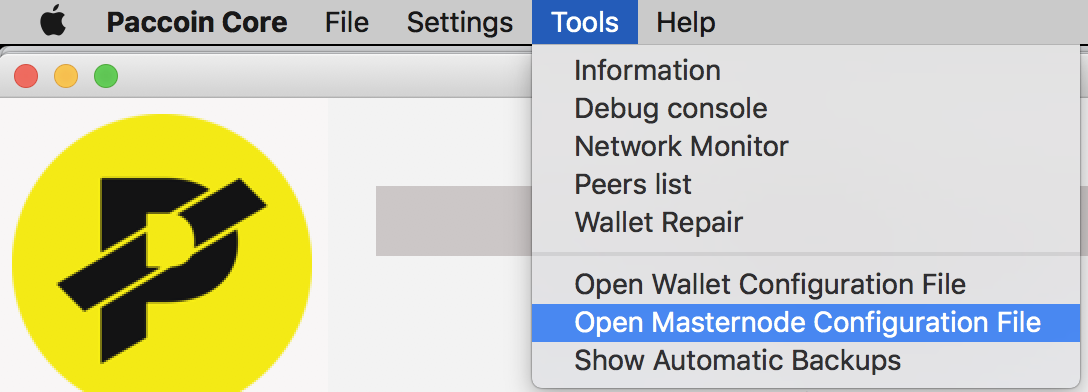 Paccoin Core File Settings Tools Help
Information
Debug console
Network Monitor
Peers list
Wallet Repair
Open Wallet Configuration File
Open Masternode Configuration File
Show Automatic Backups